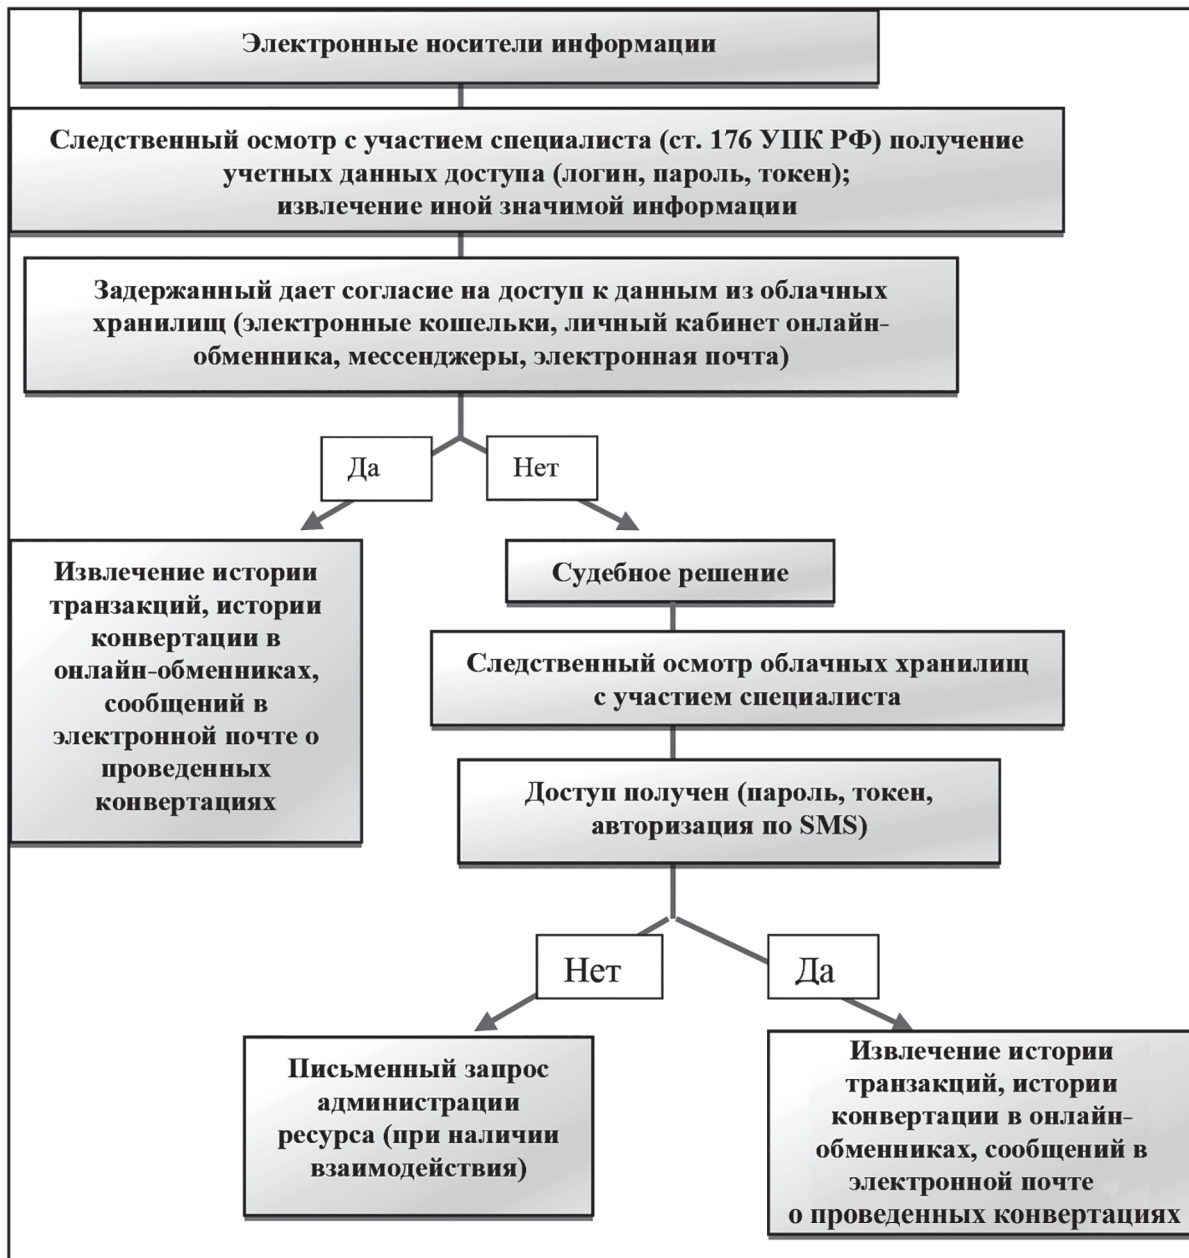 Электронные носители информации
Следственный осмотр с участием специалиста (ст. 176 УПК РФ) получение
учетных данных доступа (логин, пароль, токен);
извлечение иной значимой информации
Задержанный дает согласие на доступ к данным из облачных
хранилищ (электронные кошельки, личный кабинет онлайн-
обменника, мессенджеры, электронная почта)
Да
Нет
Извлечение истории
транзакций, истории
конвертации в
онлайн-обменниках,
сообщений в
электронной почте о
проведенных
конвертациях
Судебное решение
Следственный осмотр облачных хранилищ
с участием специалиста
Доступ получен (пароль, токен,
авторизация по SMS)
Нет
Да
Письменный запрос
администрации
ресурса (при наличии
взаимодействия)
Извлечение истории
транзакций, истории
конвертации в онлайн-
обменниках, сообщений в
электронной почте
о проведенных конвертациях